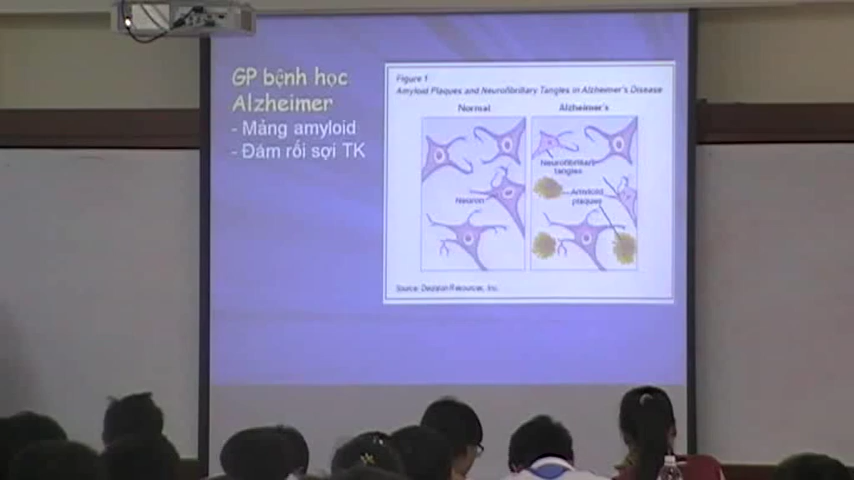 GP bệnh học
Alzheimer
- Mảng amyloid
- Đám rối sợi TK
Figure 1
Amyloid Plaques and Neurofibrillary Tangles in Alzheimer's Disease
Normal
Alzheimer's
Neurofibrillary
tangles
Amyloid
plaques
Neuron
Source: Decision Resources, Inc.